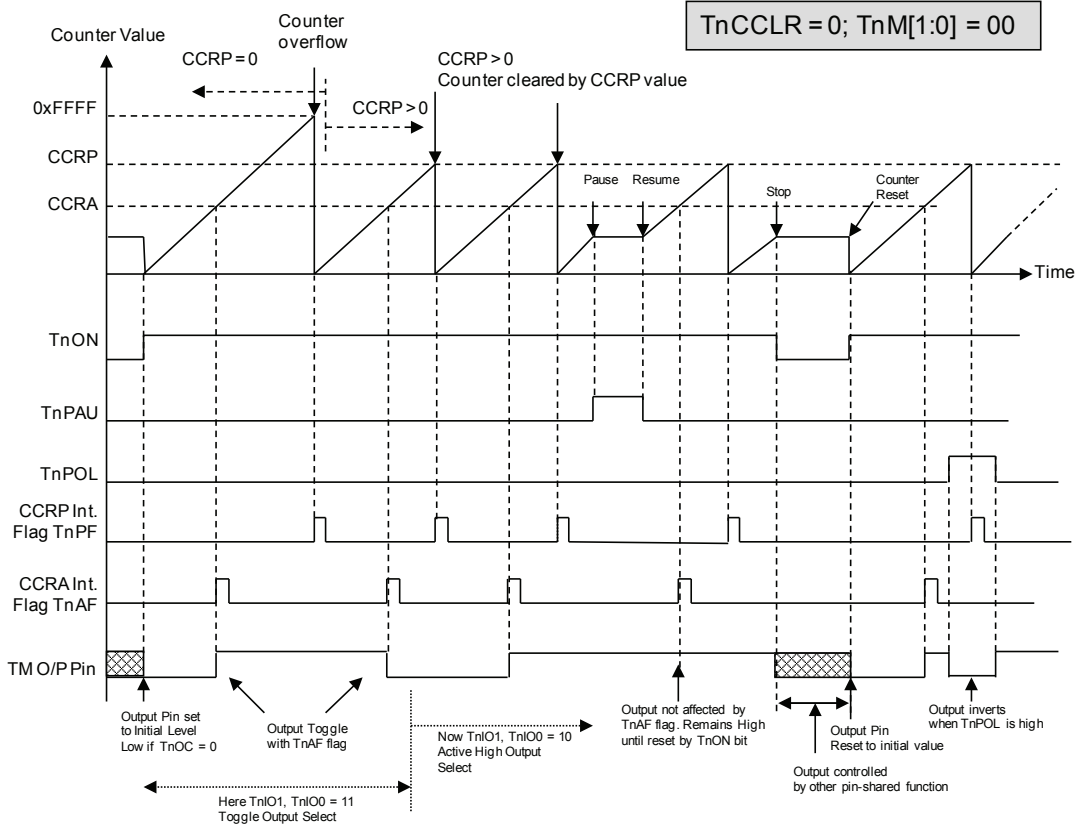 TnCCLR = 0; TnM[1:0] = 00
Counter Value
Counter
overflow
CCRP = 0
CCRP > 0
CCRP > 0
Counter cleared by CCRP value
0xFFFF
CCRP
CCRA
Pause
Resume
Stop
Counter
Reset
Time
TnON
TnPAU
TnPOL
CCRP Int.
Flag TnPF
CCRA Int.
Flag TnAF
TM O/P Pin
Output Pin set
to Initial Level
Low if TnOC = 0
Output Toggle
with TnAF flag
Now TnIO1, TnIO0 = 10
Active High Output
Select
Output not affected by
TnAF flag. Remains High
until reset by TnON bit
Output Pin
Reset to initial value
Output inverts
when TnPOL is high
Output controlled
by other pin-shared function
Here TnIO1, TnIO0 = 11
Toggle Output Select